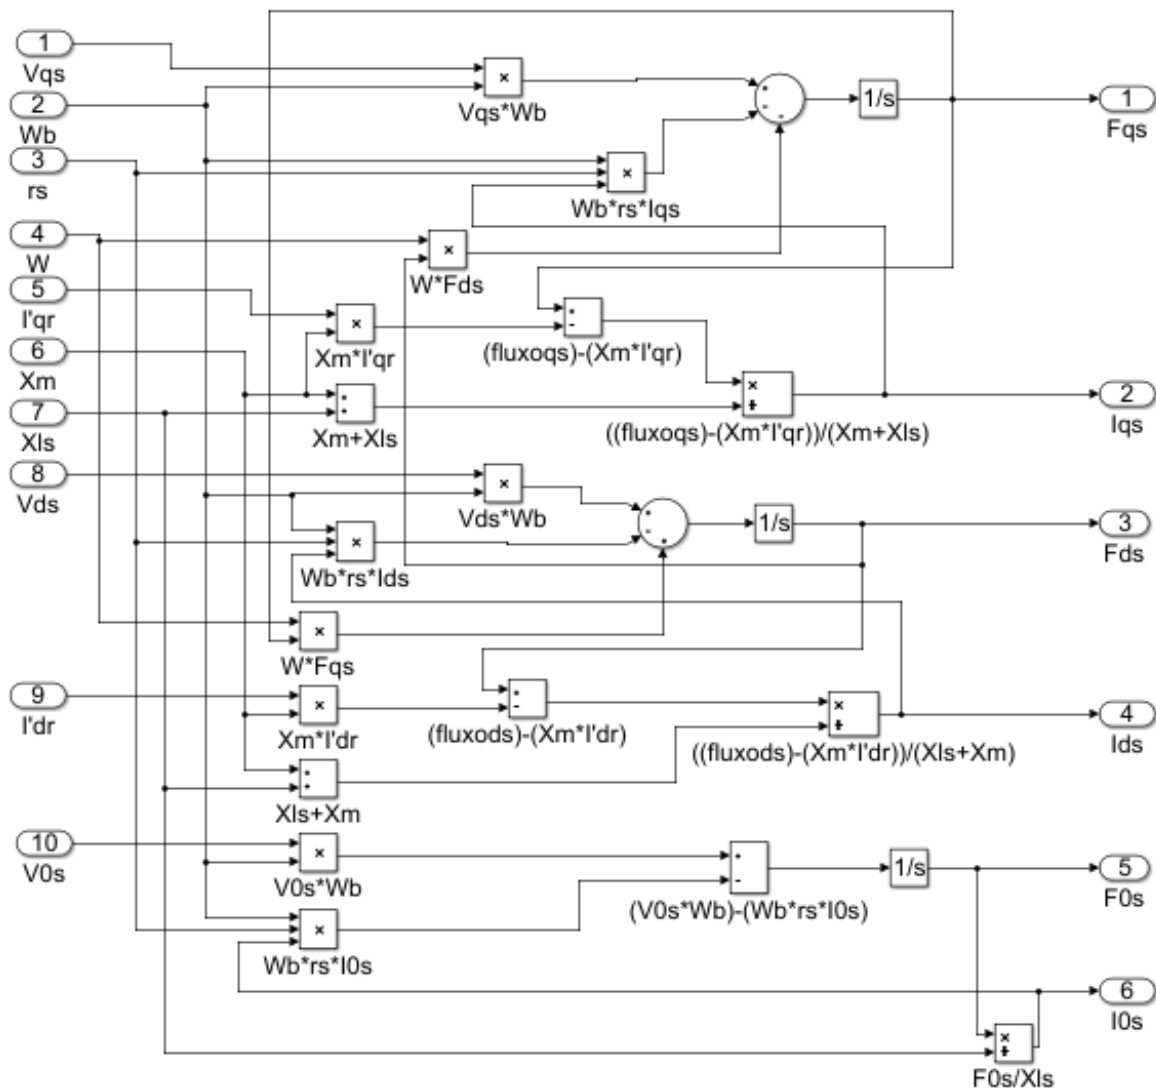 1
Vqs
2
Wb
3
rs
4
W
5
I'qr
6
Xm
7
Xls
8
Vds
9
I'dr
10
V0s
×
Vqs*Wb
×
Wb*rs*Iqs
×
W*Fds
×
Xm*I'qr
Xm+Xls
(fluxoqs)-(Xm*I'qr)
×
((fluxoqs)-(Xm*I'qr))/(Xm+Xls)
1/s
1
Fqs
2
Iqs
×
Vds*Wb
×
Wb*rs*Ids
×
W*Fqs
×
Xm*I'dr
Xls+Xm
(fluxods)-(Xm*I'dr)
×
((fluxods)-(Xm*I'dr))/(Xls+Xm)
1/s
3
Fds
4
Ids
×
V0s*Wb
×
Wb*rs*I0s
(V0s*Wb)-(Wb*rs*I0s)
1/s
5
F0s
6
I0s
×
F0s/Xls